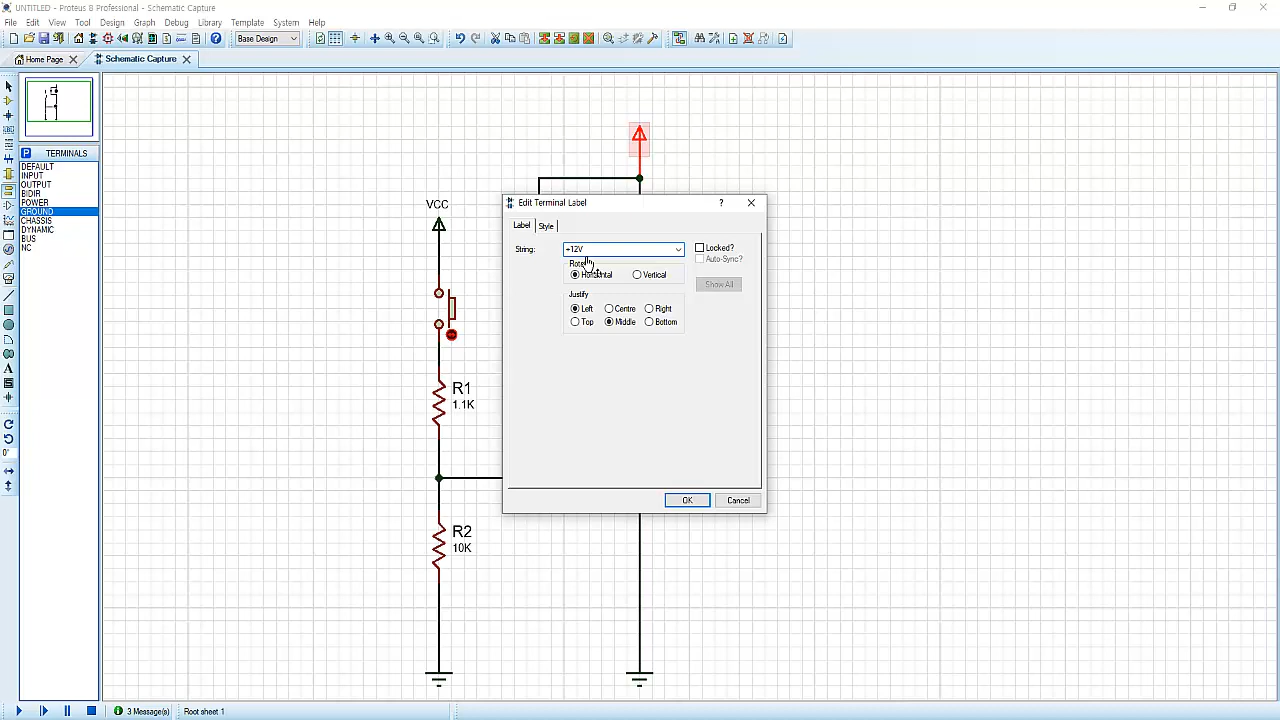 UNTITLED - Proteus 8 Professional - Schematic Capture
File Edit View Tool Design Graph Debug Library Template System Help
Base Design
Home Page Schematic Capture
P TERMINALS
DEFAULT
INPUT
OUTPUT
BIDIR
POWER
GROUND
CHASSIS
DYNAMIC
BUS
NC
0°
VCC
R1
1.1K
R2
10K
Edit Terminal Label ?
Label Style
String: +12V
Locked?
Auto-Sync?
Show All
Rotate
Horizontal Vertical
Justify
Left Centre Right
Top Middle Bottom
OK Cancel
3 Message(s) Root sheet 1